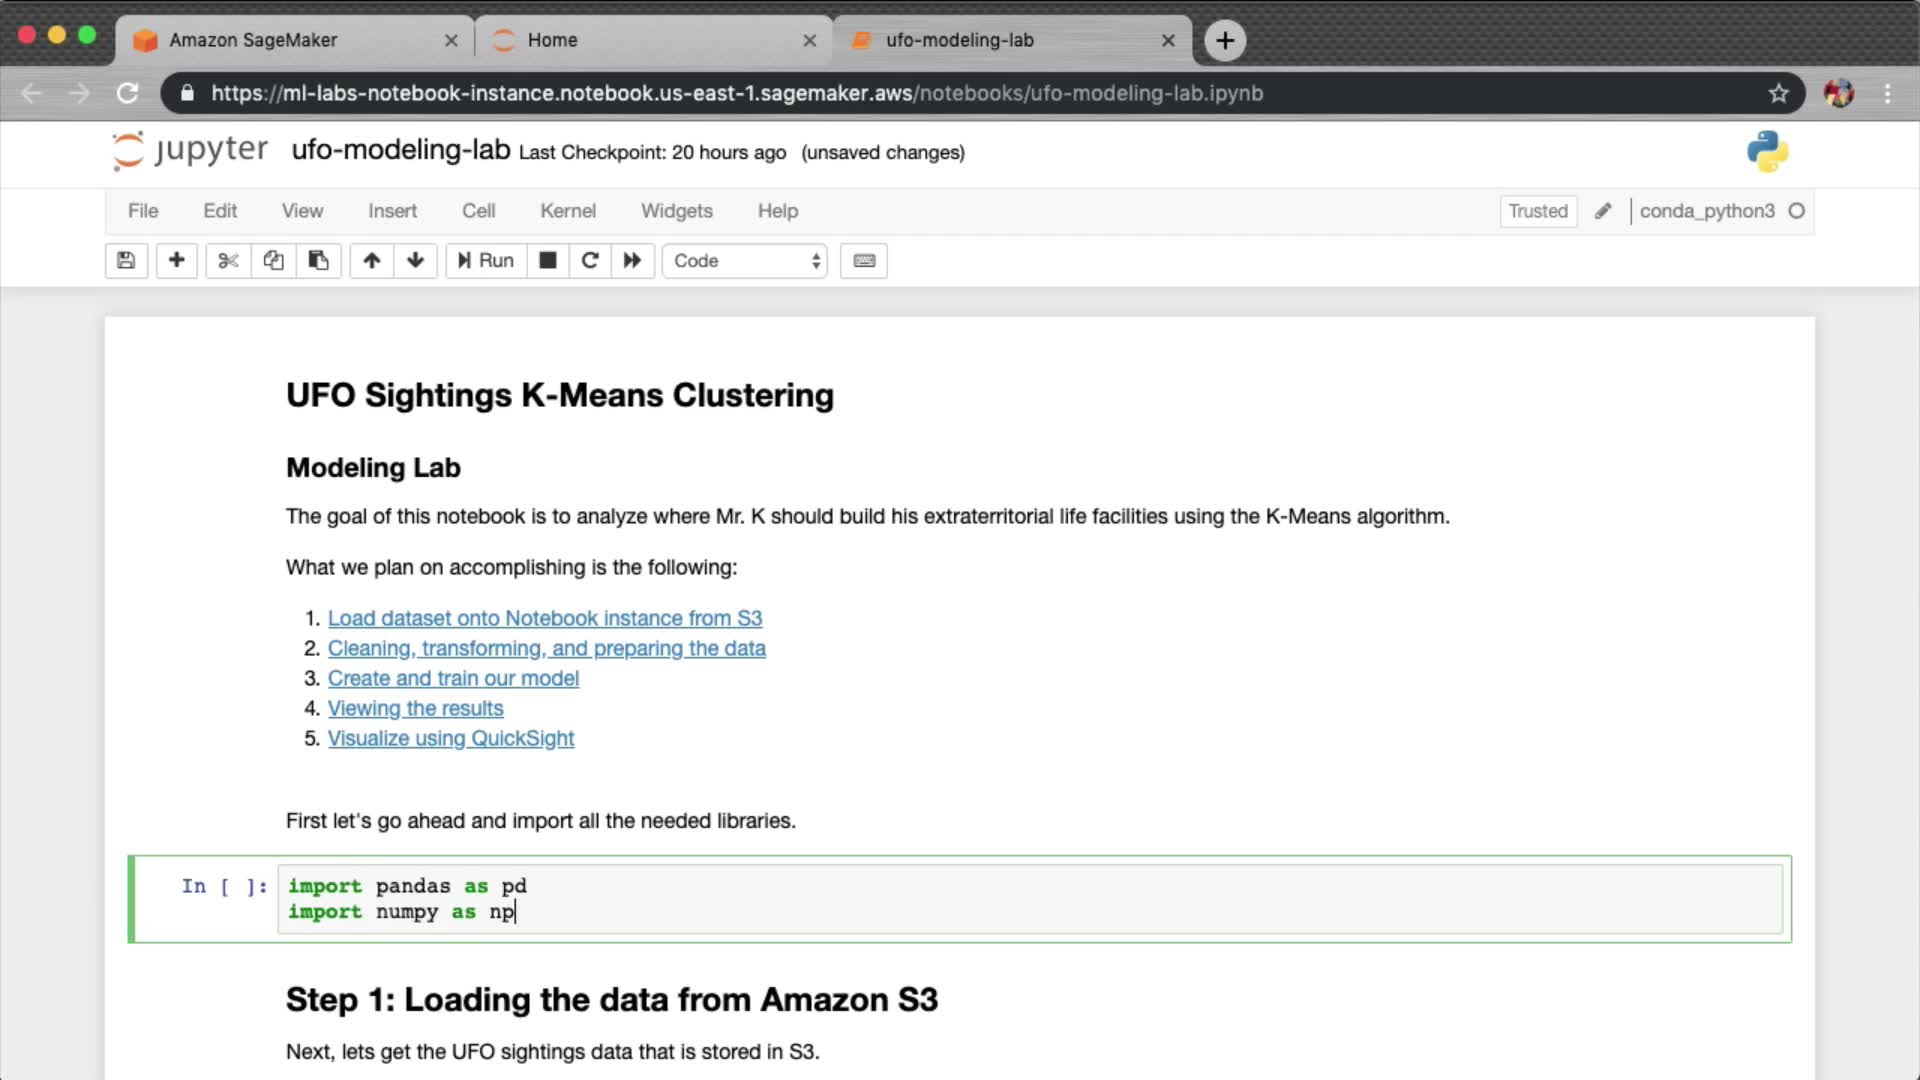 Amazon SageMaker
Home
ufo-modeling-lab
https://ml-labs-notebook-instance.notebook.us-east-1.sagemaker.aws/notebooks/ufo-modeling-lab.ipynb
jupyter ufo-modeling-lab Last Checkpoint: 20 hours ago (unsaved changes)
File Edit View Insert Cell Kernel Widgets Help Trusted conda_python3
Run Code
UFO Sightings K-Means Clustering
Modeling Lab
The goal of this notebook is to analyze where Mr. K should build his extraterritorial life facilities using the K-Means algorithm.
What we plan on accomplishing is the following:
1. Load dataset onto Notebook instance from S3
2. Cleaning, transforming, and preparing the data
3. Create and train our model
4. Viewing the results
5. Visualize using QuickSight
First let's go ahead and import all the needed libraries.
In [ ]: import pandas as pd
import numpy as np
Step 1: Loading the data from Amazon S3
Next, lets get the UFO sightings data that is stored in S3.